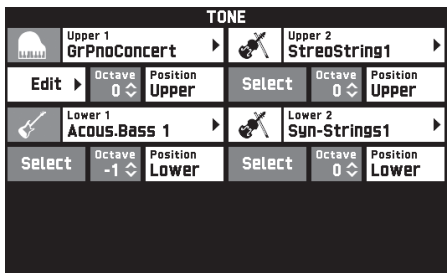 TONE
Upper 1
GrPnoConcert
Upper 2
StreoString1
Edit
Octave
0
Position
Upper
Select
Octave
0
Position
Upper
Lower 1
Acous.Bass 1
Lower 2
Syn-Strings1
Select
Octave
-1
Position
Lower
Select
Octave
0
Position
Lower